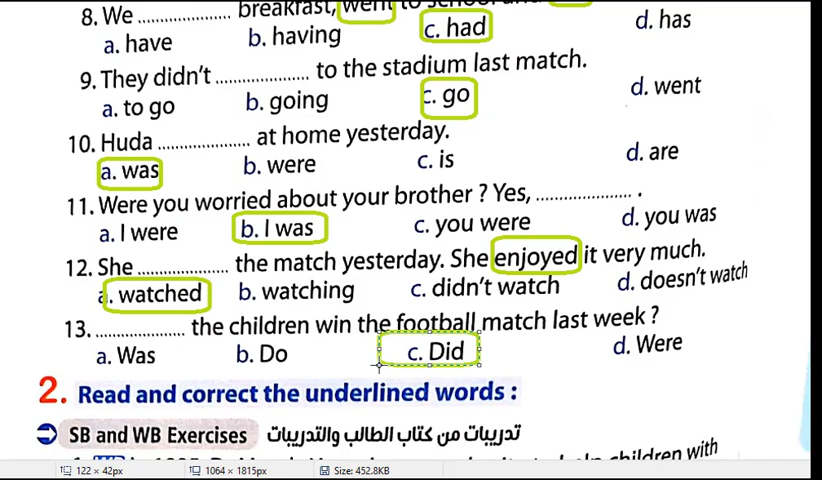 8. We .................... breakfast, went to school and
a. have b. having c. had d. has
9. They didn't .................... to the stadium last match.
a. to go b. going c. go d. went
10. Huda .................... at home yesterday.
a. was b. were c. is d. are
11. Were you worried about your brother ? Yes, .................... .
a. I were b. I was c. you were d. you was
12. She .................... the match yesterday. She enjoyed it very much.
a. watched b. watching c. didn't watch d. doesn't watch
13. .................... the children win the football match last week ?
a. Was b. Do c. Did d. Were
2. Read and correct the underlined words :
SB and WB Exercises تدريبات من كتاب الطالب والتدريبات
help children with
122 × 42px 1064 × 1815px Size: 452.8KB